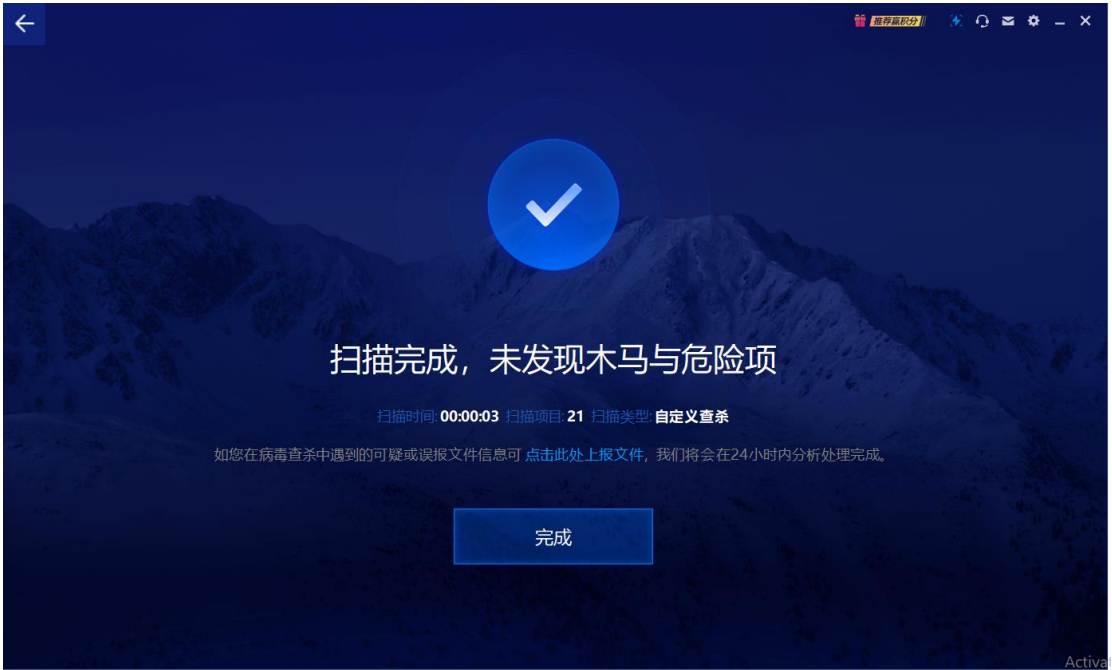 推荐赢积分
扫描完成，未发现木马与危险项
扫描时间: 00:00:03 扫描项目: 21 扫描类型: 自定义查杀
如您在病毒查杀中遇到的可疑或误报文件信息可 点击此处上报文件，我们将会在24小时内分析处理完成。
完成
Activa